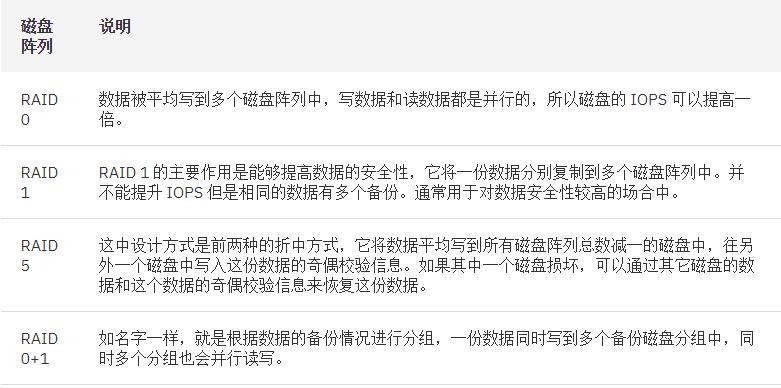 磁盘
阵列
说明
RAID
0
数据被平均写到多个磁盘阵列中，写数据和读数据都是并行的，所以磁盘的 IOPS 可以提高一
倍。
RAID
1
RAID 1 的主要作用是能够提高数据的安全性，它将一份数据分别复制到多个磁盘阵列中。并
不能提升 IOPS 但是相同的数据有多个备份。通常用于对数据安全性较高的场合中。
RAID
5
这中设计方式是前两种的折中方式，它将数据平均写到所有磁盘阵列总数减一的磁盘中，往另
外一个磁盘中写入这份数据的奇偶校验信息。如果其中一个磁盘损坏，可以通过其它磁盘的数
据和这个数据的奇偶校验信息来恢复这份数据。
RAID
0+1
如名字一样，就是根据数据的备份情况进行分组，一份数据同时写到多个备份磁盘分组中，同
时多个分组也会并行读写。